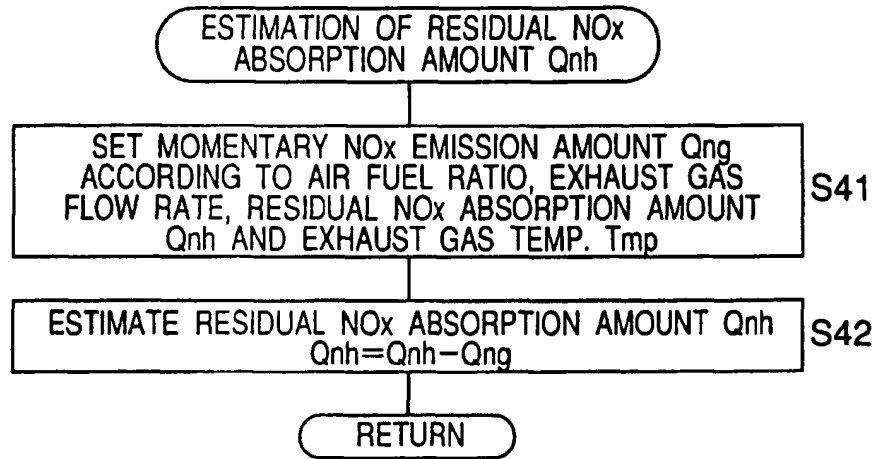 ESTIMATION OF RESIDUAL NOx
ABSORPTION AMOUNT Qnh
SET MOMENTARY NOx EMISSION AMOUNT Qng
ACCORDING TO AIR FUEL RATIO, EXHAUST GAS
FLOW RATE, RESIDUAL NOx ABSORPTION AMOUNT
Qnh AND EXHAUST GAS TEMP. Tmp
S41
ESTIMATE RESIDUAL NOx ABSORPTION AMOUNT Qnh
Qnh=Qnh-Qng
S42
RETURN